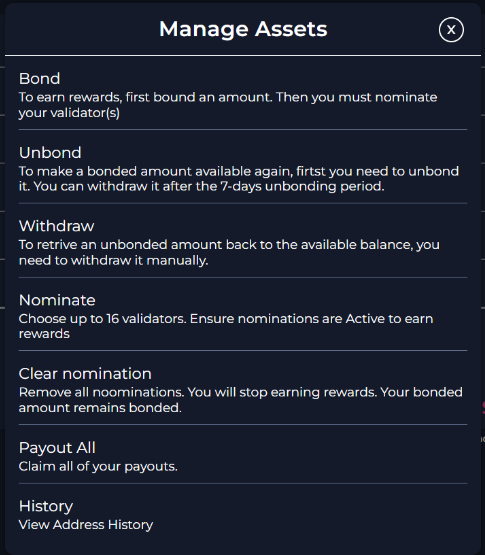 Manage Assets
X
Bond
To earn rewards, first bound an amount. Then you must nominate
your validator(s)
Unbond
To make a bonded amount available again, firtst you need to unbond
it. You can withdraw it after the 7-days unbonding period.
Withdraw
To retrive an unbonded amount back to the available balance, you
need to withdraw it manually.
Nominate
Choose up to 16 validators. Ensure nominations are Active to earn
rewards
Clear nomination
Remove all noominations. You will stop earning rewards. Your bonded
amount remains bonded.
Payout All
Claim all of your payouts.
History
View Address History